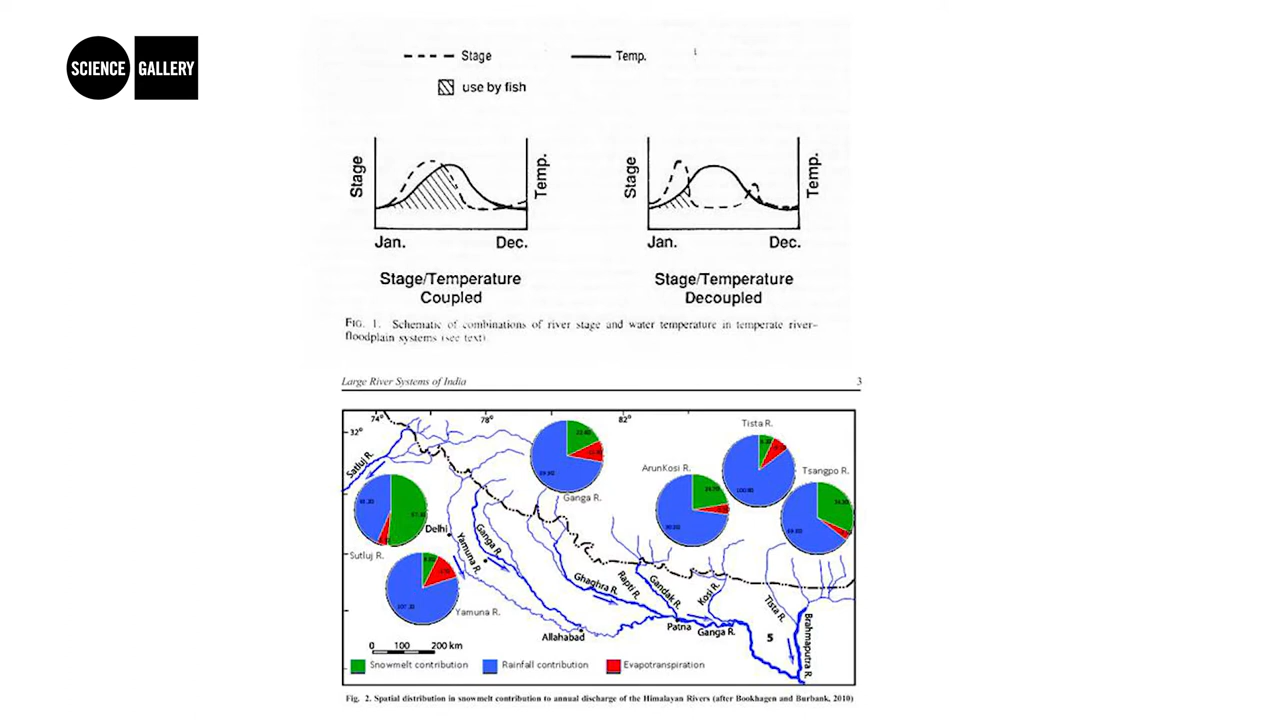 SCIENCE GALLERY
Stage
Temp.
use by fish
Stage
Temp.
Jan.
Dec.
Stage/Temperature
Coupled
Stage
Temp.
Jan.
Dec.
Stage/Temperature
Decoupled
FIG. 1. Schematic of combinations of river stage and water temperature in temperate river-
floodplain systems (see text).
Large River Systems of India
3
74°
78°
82°
32°
Satluj R.
Sutluj R.
Delhi
Yamuna R.
Ganga R.
Yamuna R.
Ganga R.
ArunKosi R.
Tista R.
Tsangpo R.
Ghaghra R.
Rapti R.
Gandak R.
Kosi R.
Tista R.
Brahmaputra R.
Allahabad
Patna
Ganga R.
5
0 100 200 km
Snowmelt contribution
Rainfall contribution
Evapotranspiration
Fig. 2. Spatial distribution in snowmelt contribution to annual discharge of the Himalayan Rivers (after Bookhagen and Burbank, 2010)